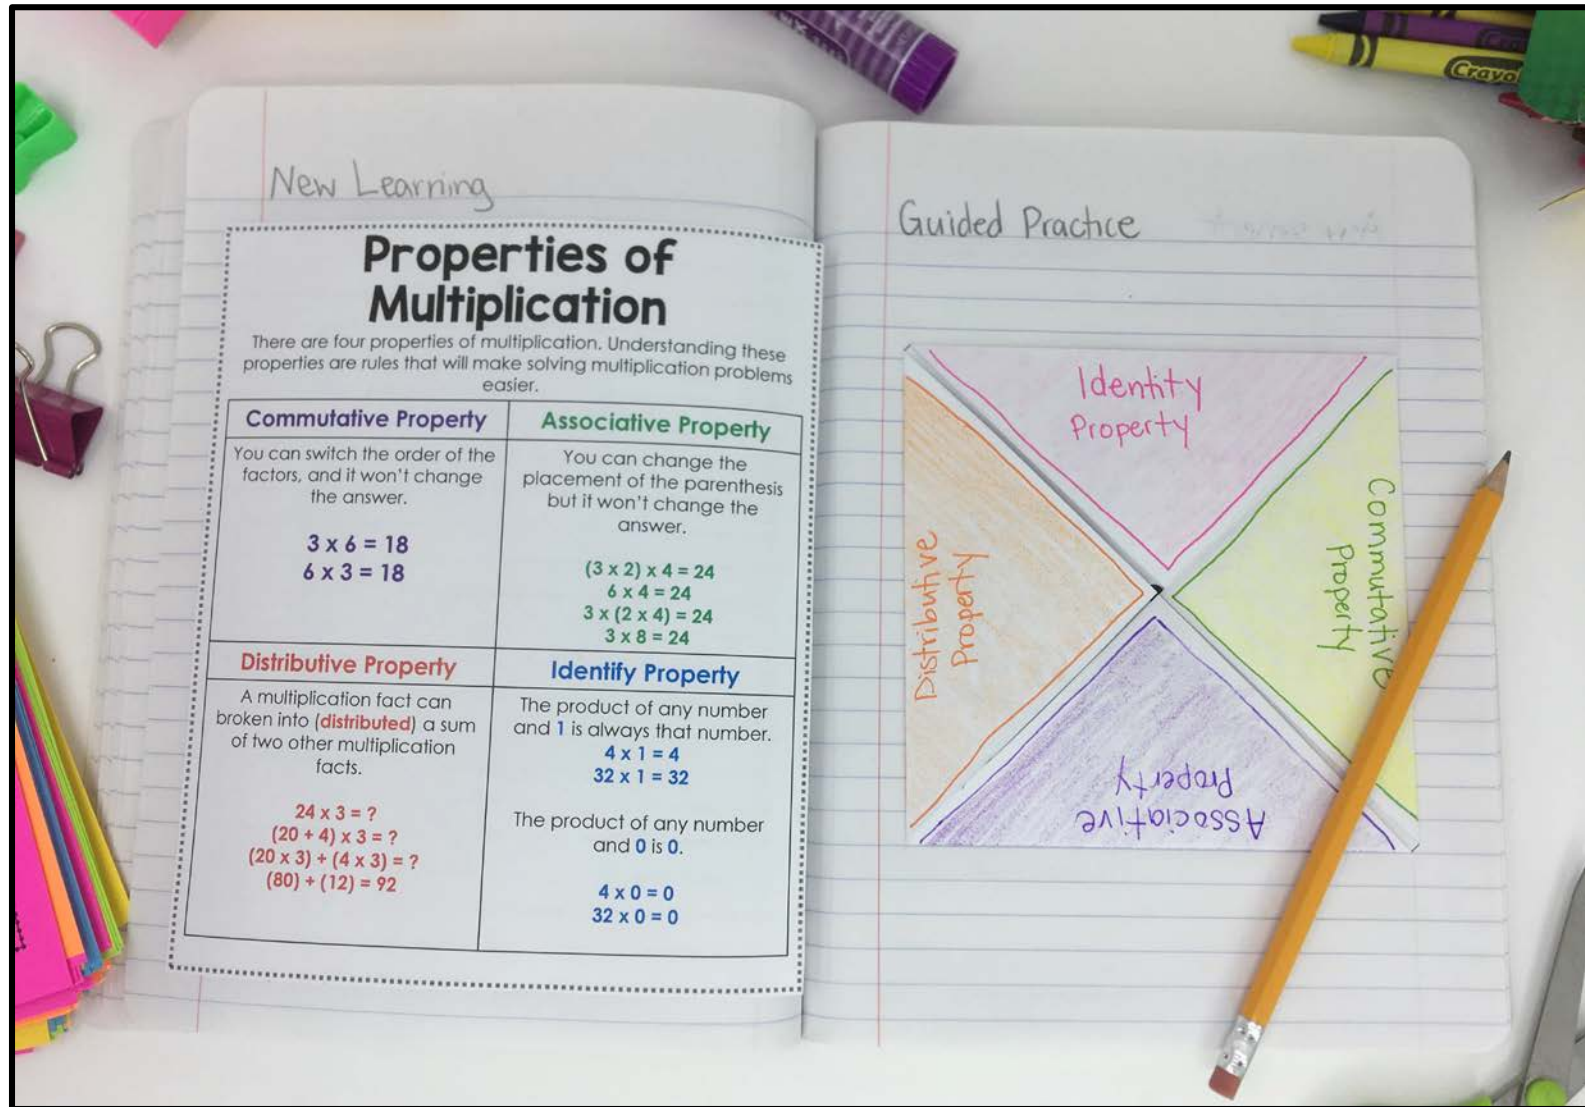 New Learning
Properties of
Multiplication
There are four properties of multiplication. Understanding these
properties are rules that will make solving multiplication problems
easier.
Commutative Property
You can switch the order of the
factors, and it won't change
the answer.
3 x 6 = 18
6 x 3 = 18
Associative Property
You can change the
placement of the parenthesis
but it won't change the
answer.
(3 x 2) x 4 = 24
6 x 4 = 24
3 x (2 x 4) = 24
3 x 8 = 24
Distributive Property
A multiplication fact can
broken into (distributed) a sum
of two other multiplication
facts.
24 x 3 = ?
(20 + 4) x 3 = ?
(20 x 3) + (4 x 3) = ?
(80) + (12) = 92
Identify Property
The product of any number
and 1 is always that number.
4 x 1 = 4
32 x 1 = 32
The product of any number
and 0 is 0.
4 x 0 = 0
32 x 0 = 0
Guided Practice
Identity
Property
Commutative
Property
Distributive
Property
Associative
Property
Crayo